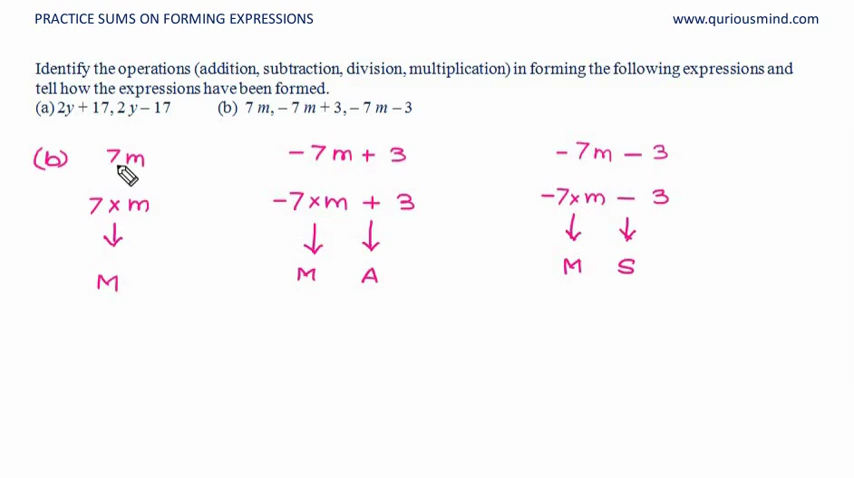 PRACTICE SUMS ON FORMING EXPRESSIONS www.quriousmind.com
Identify the operations (addition, subtraction, division, multiplication) in forming the following expressions and
tell how the expressions have been formed.
(a) 2y + 17, 2 y – 17 (b) 7 m, – 7 m + 3, – 7 m – 3
(b) 7m - 7m + 3 - 7m - 3
7 × m -7×m + 3 -7×m - 3
↓ ↓ ↓ ↓ ↓
M M A M S